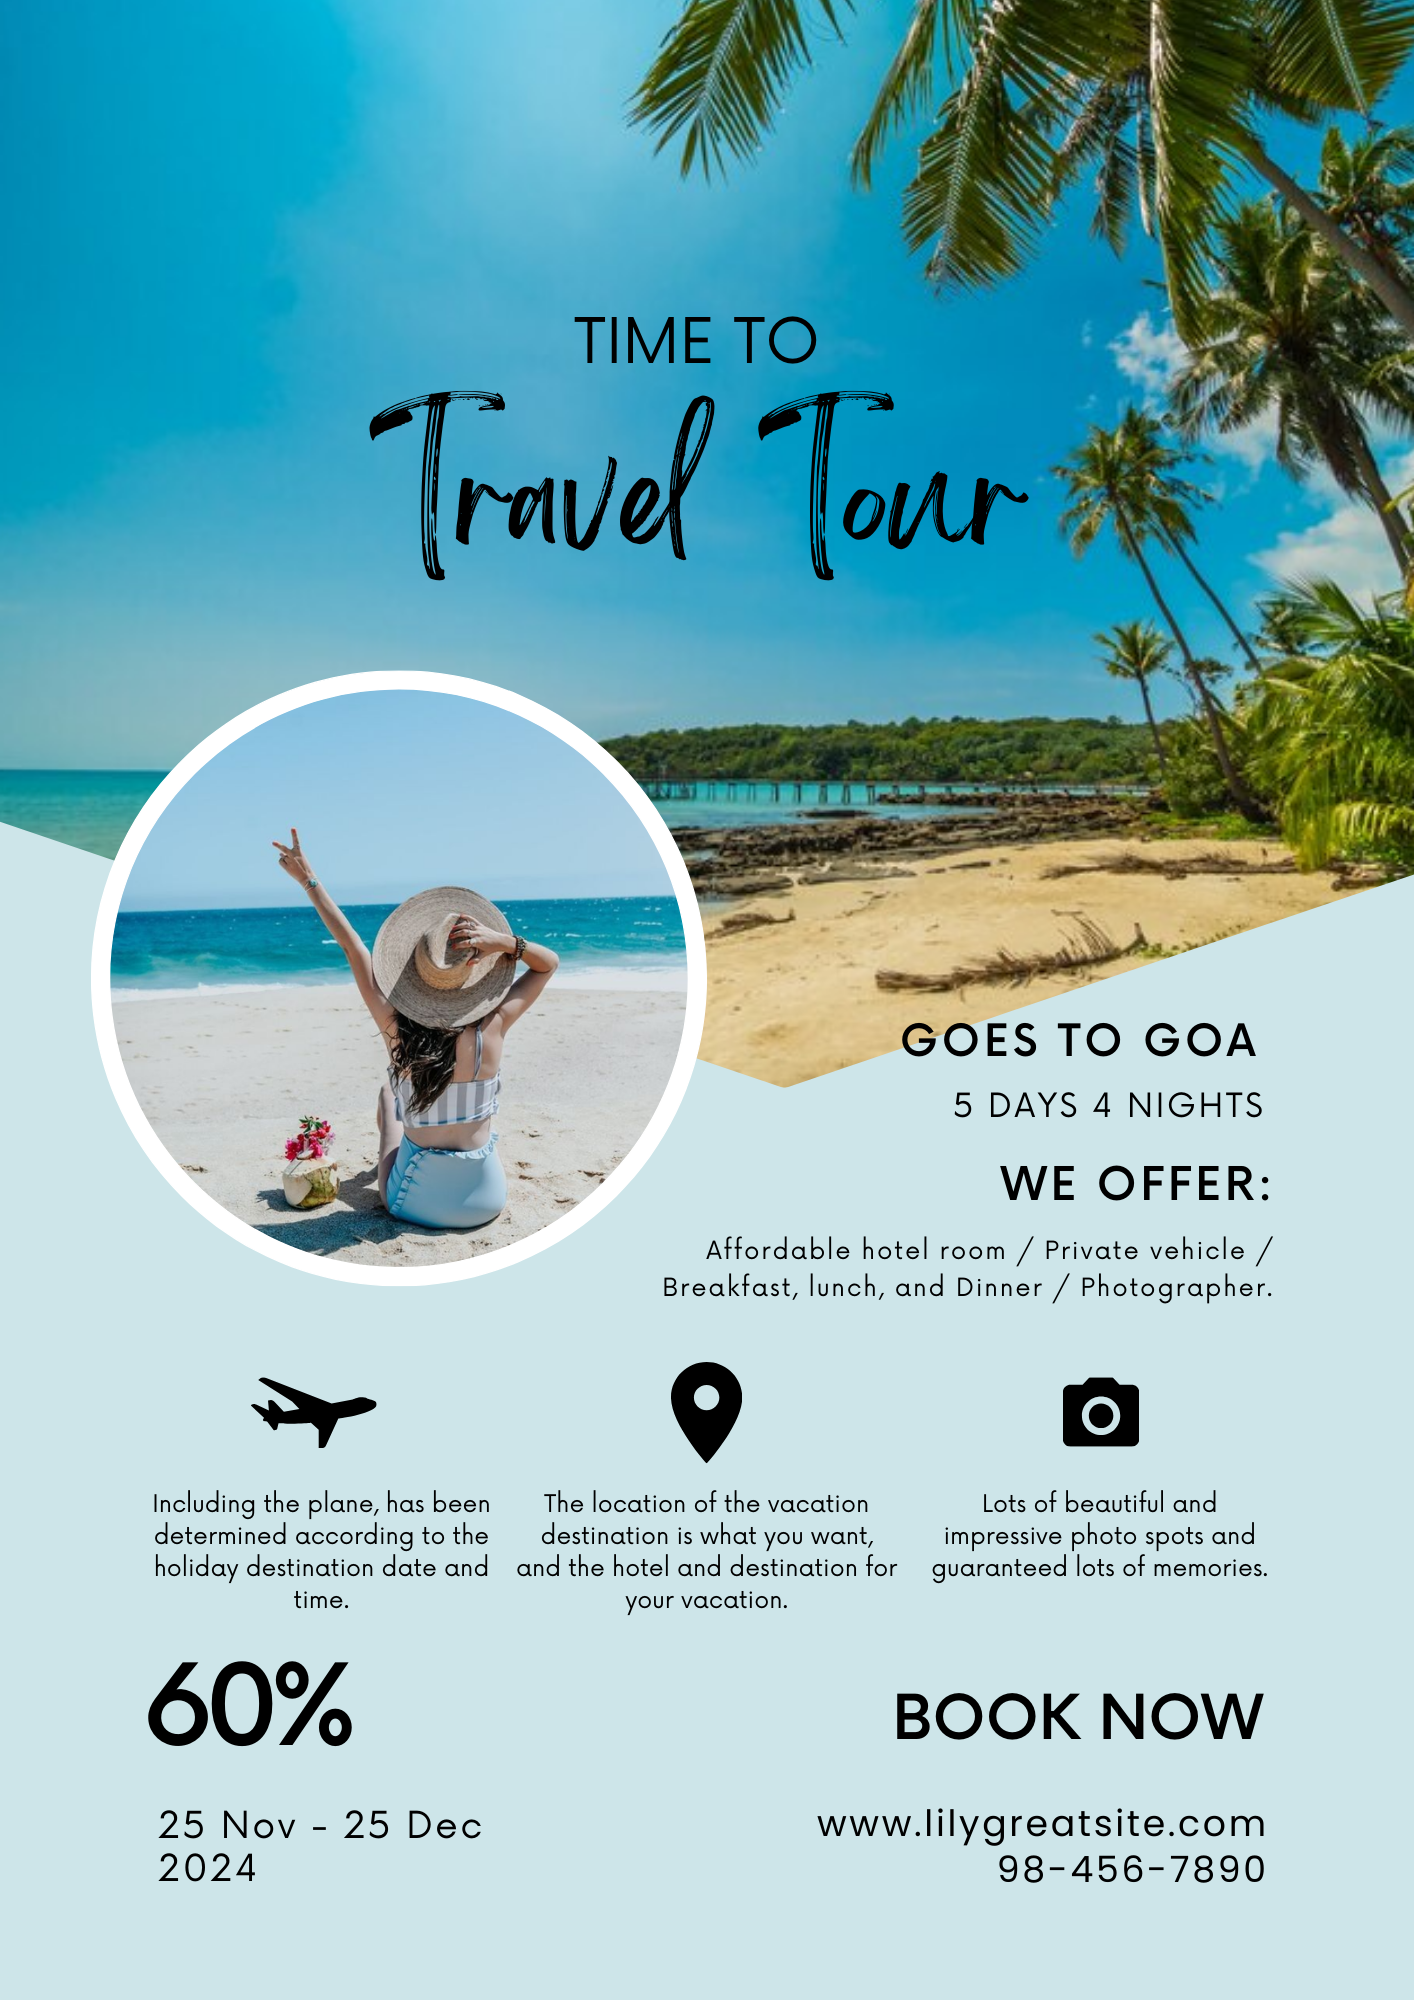 TIME TO
Travel Tour
GOES TO GOA
5 DAYS 4 NIGHTS
WE OFFER:
Affordable hotel room / Private vehicle /
Breakfast, lunch, and Dinner / Photographer.
Including the plane, has been
determined according to the
holiday destination date and
time.
The location of the vacation
destination is what you want,
and the hotel and destination for
your vacation.
Lots of beautiful and
impressive photo spots and
guaranteed lots of memories.
60%
25 Nov - 25 Dec
2024
BOOK NOW
www.lilygreatsite.com
98-456-7890